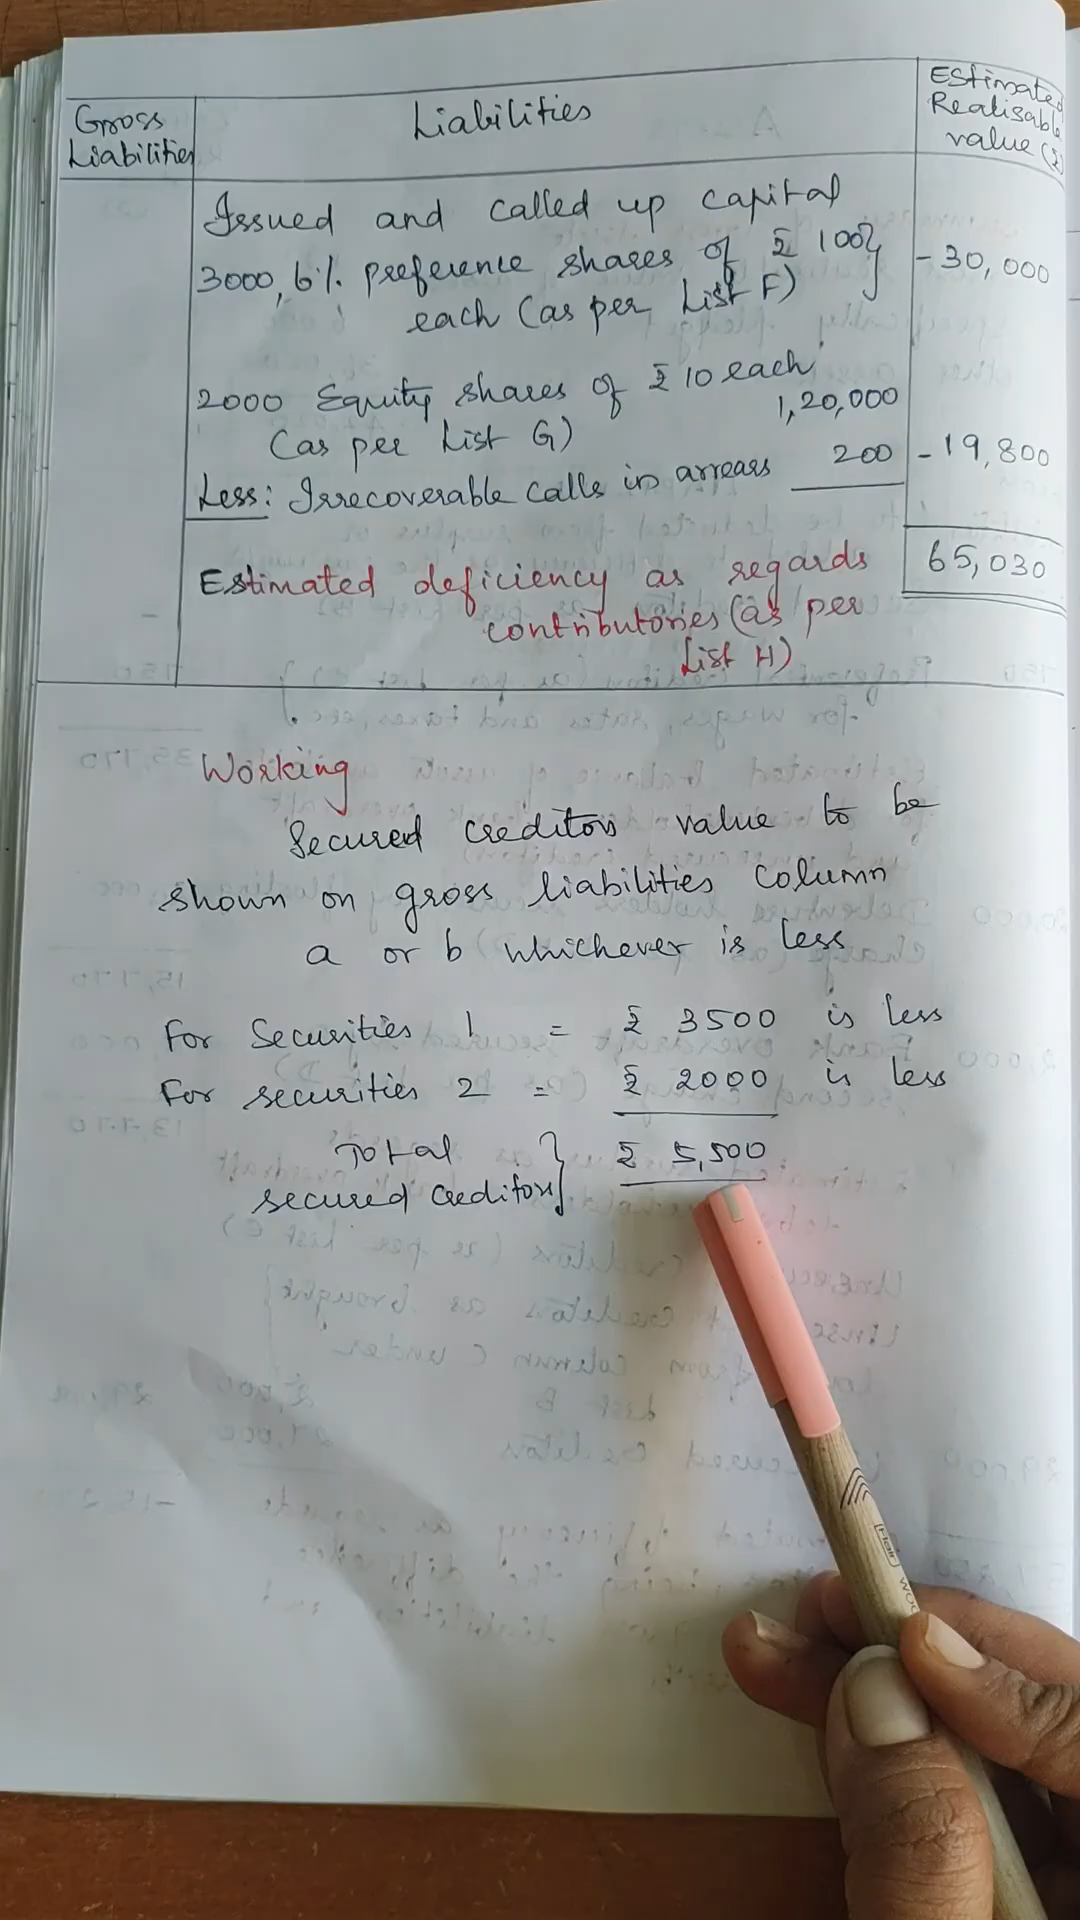 Gross Liabilities
Liabilities
Estimated Realisable value (₹)
Issued and called up capital
3000, 6% preference shares of ₹ 100
each (as per List F)
- 30,000
2000 Equity shares of ₹ 10 each
(as per List G)
1,20,000
Less: Irrecoverable calls in arrears 200
- 19,800
Estimated deficiency as regards
contributories (as per
List H)
65,030
Working
Secured creditors value to be
shown on gross liabilities column
a or b whichever is less
For Securities 1 = ₹ 3500 is less
For securities 2 = ₹ 2000 is less
Total
secured creditors } ₹ 5,500
Hair